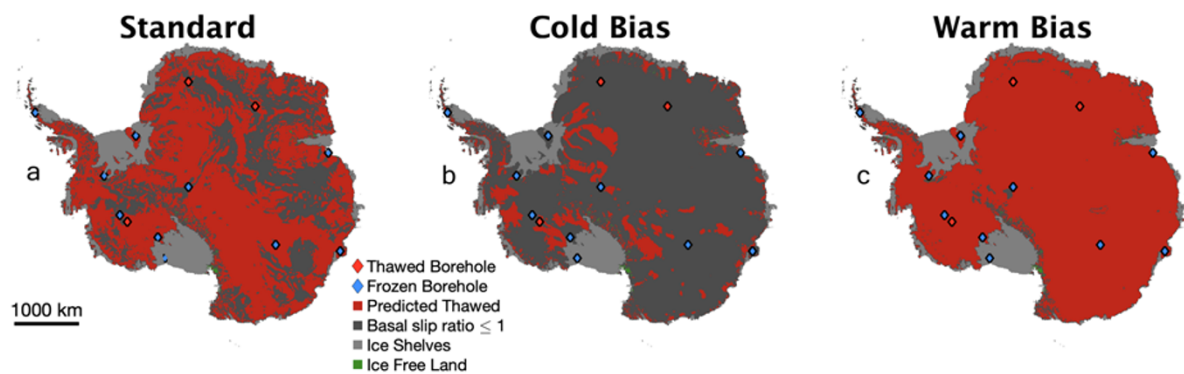 Standard
Cold Bias
Warm Bias
a
b
c
Thawed Borehole
Frozen Borehole
Predicted Thawed
Basal slip ratio ≤ 1
Ice Shelves
Ice Free Land
1000 km